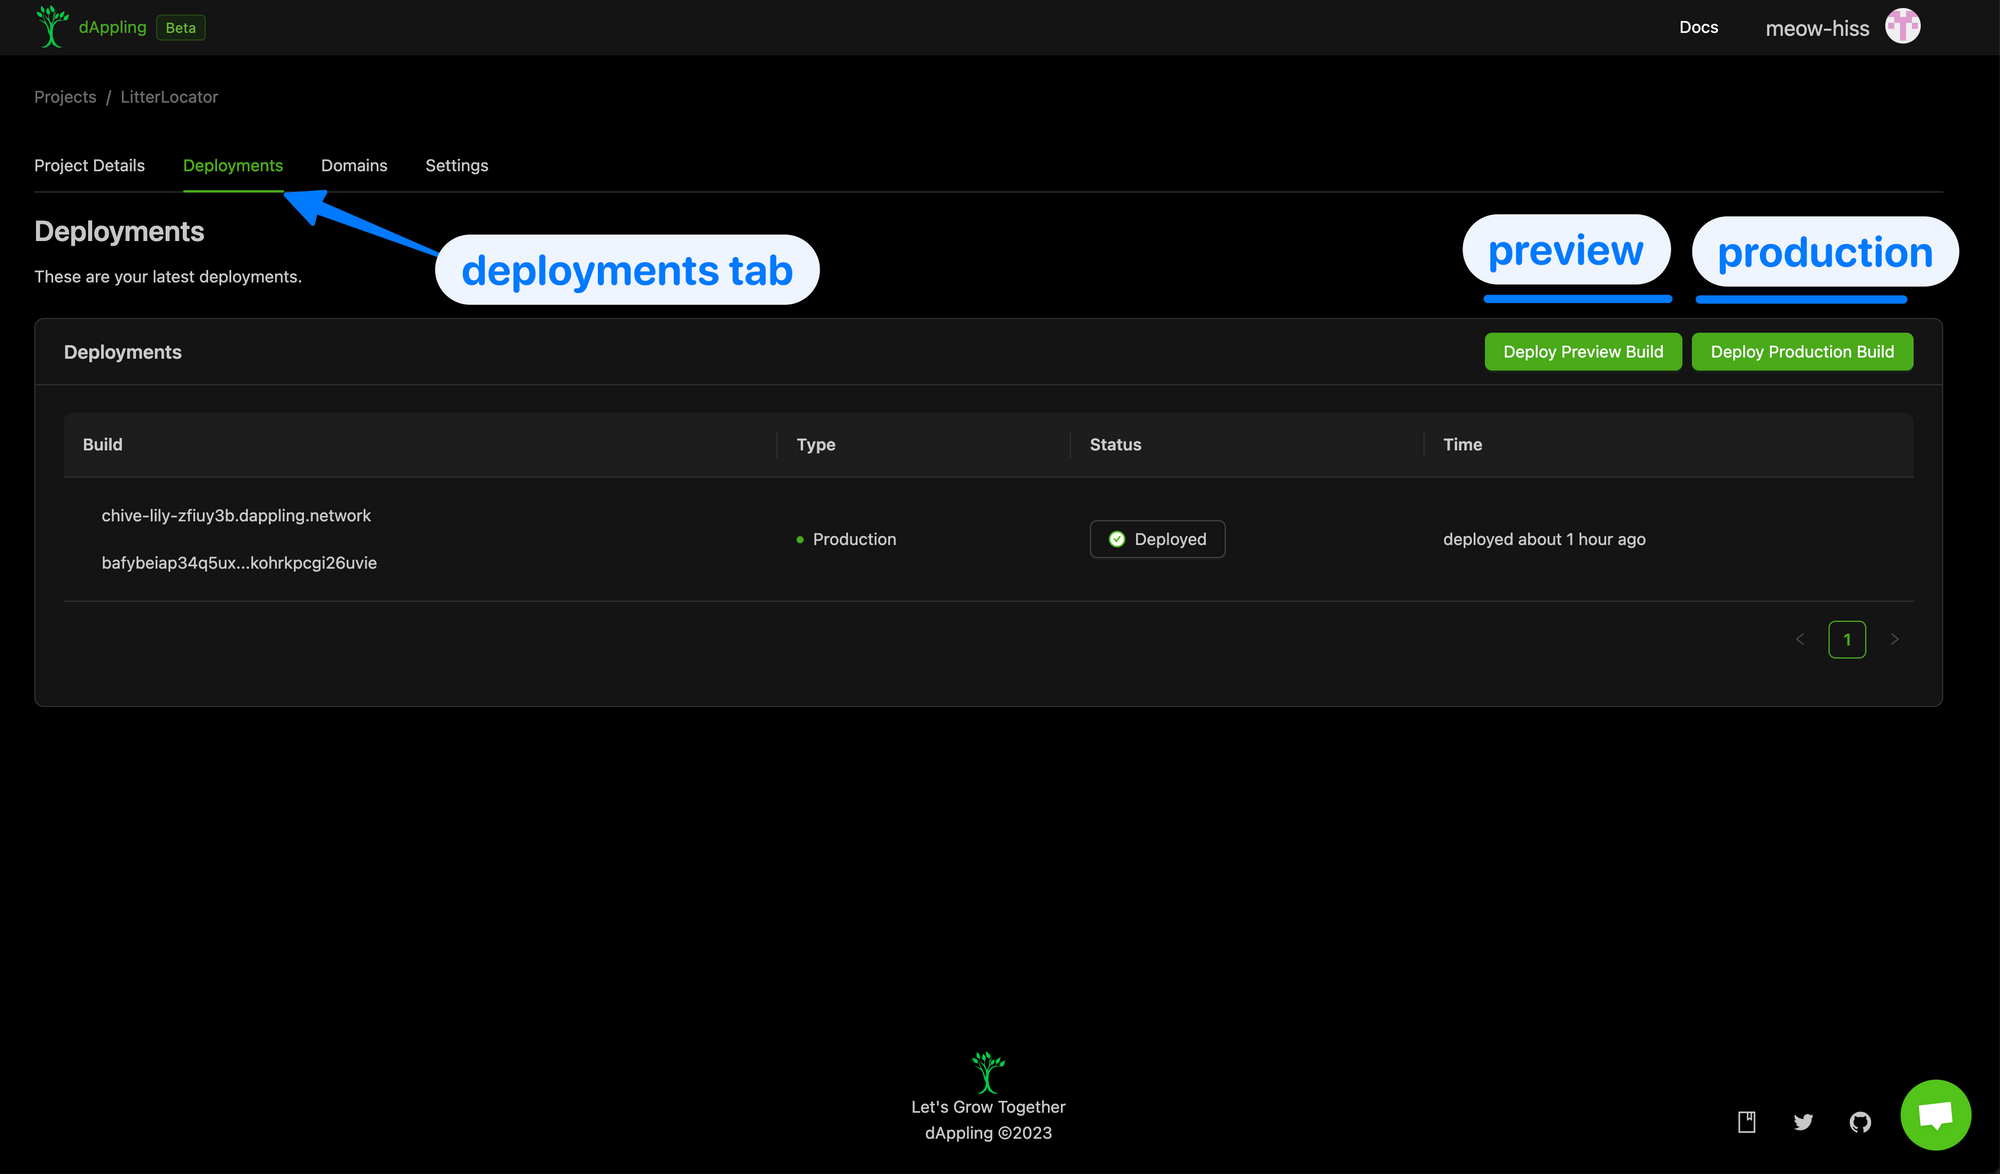 dAppling Beta
Docs
meow-hiss
Projects / LitterLocator
Project Details Deployments Domains Settings
Deployments
These are your latest deployments.
deployments tab
preview
production
Deployments
Deploy Preview Build
Deploy Production Build
Build Type Status Time
chive-lily-zfiuy3b.dappling.network
bafybeiap34q5ux...kohrkpcgi26uvie
Production
Deployed
deployed about 1 hour ago
< 1 >
Let's Grow Together
dAppling ©2023